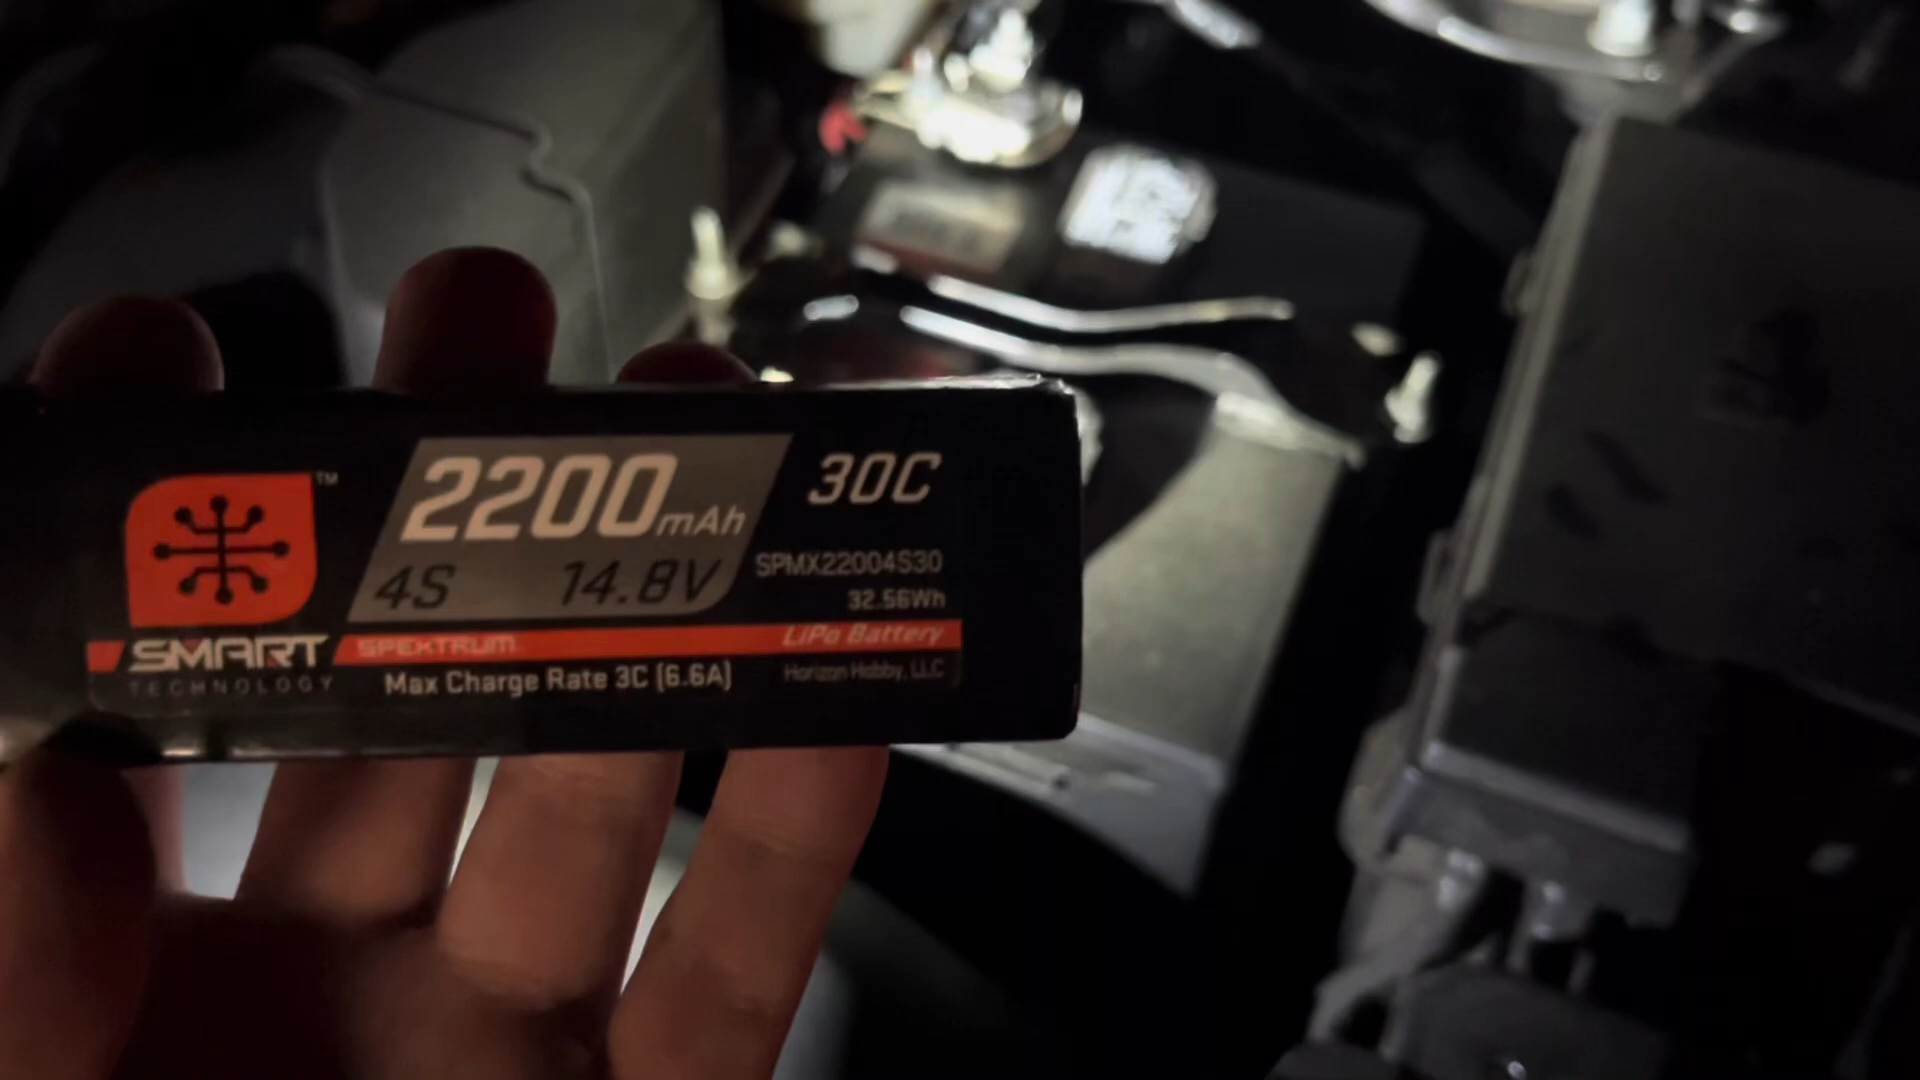 2200mAh
30C
4S 14.8V
SPMX22004S30
32.56Wh
SMART
TECHNOLOGY
™
SPEKTRUM
LiPo Battery
Max Charge Rate 3C (6.6A)
Horizon Hobby, LLC